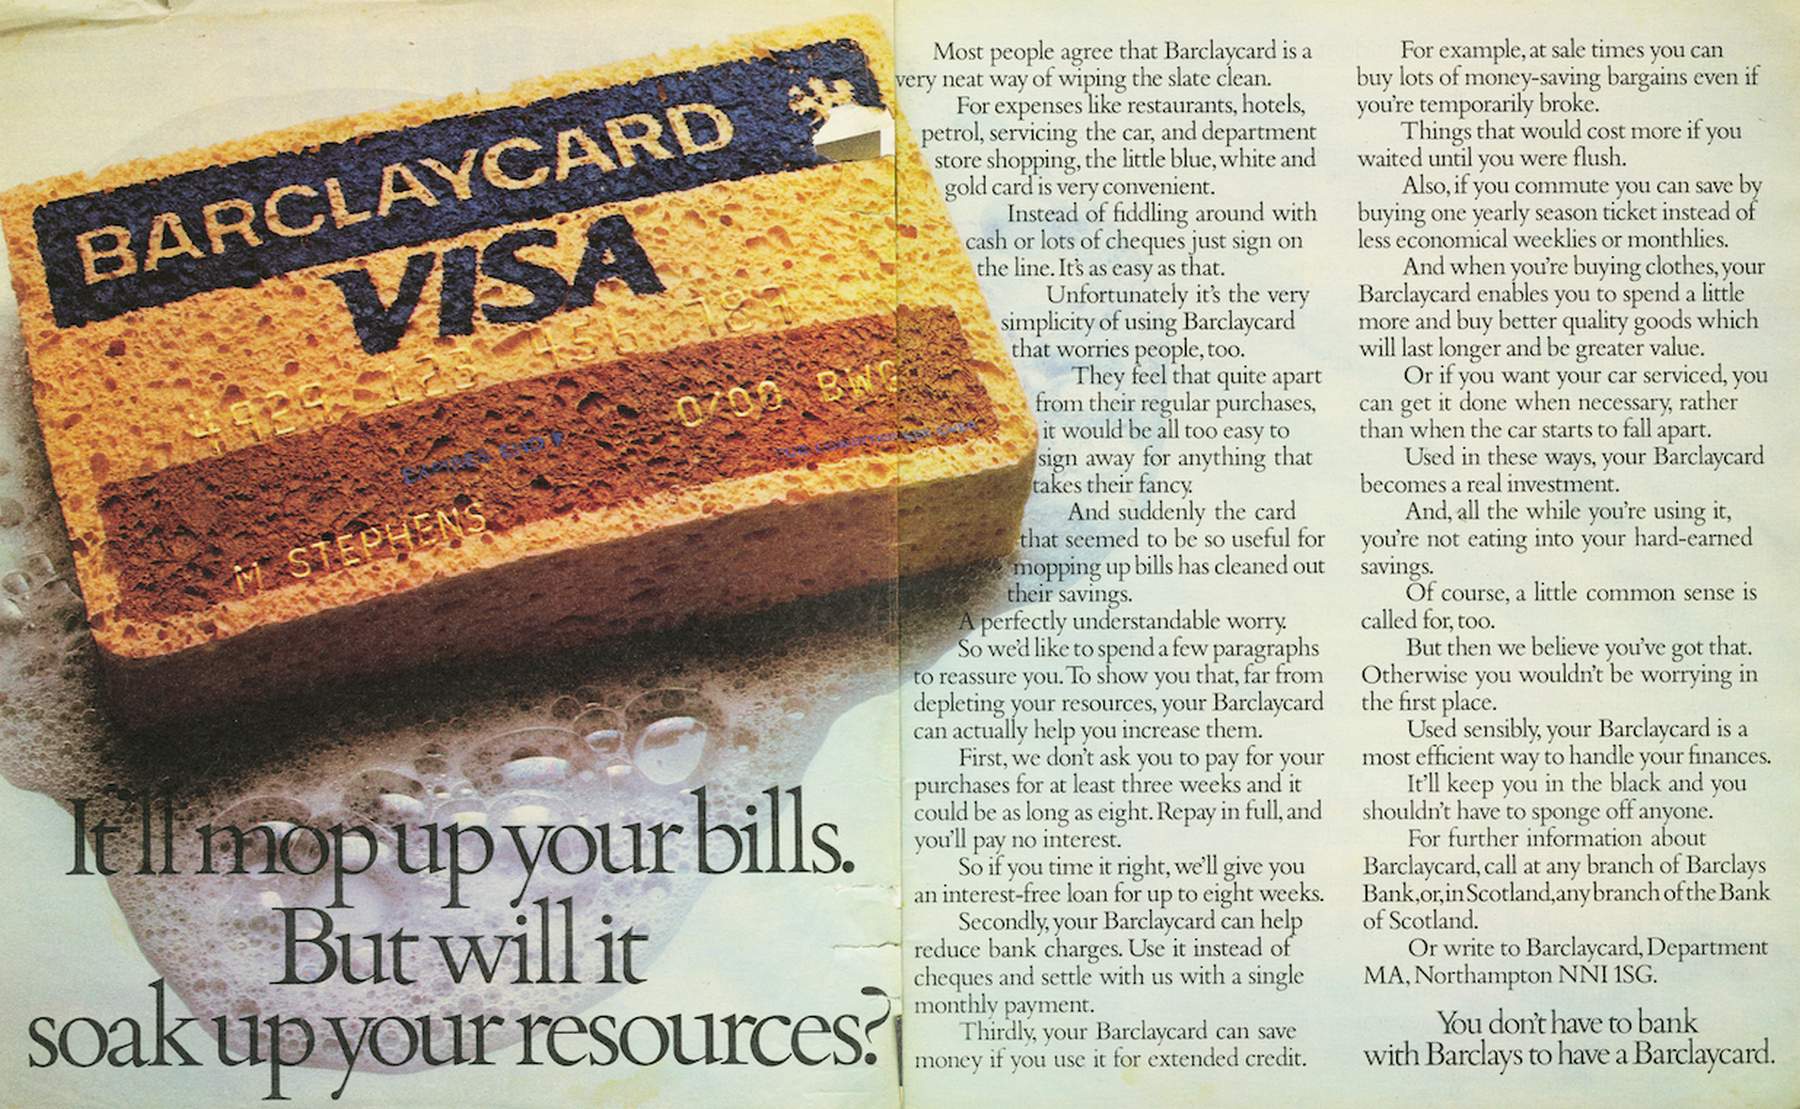 BARCLAYCARD
VISA
4929 123 456 787
0/00 BWC
EXPIRES END
M STEPHENS
It'll mop up your bills.
But will it
soak up your resources?
Most people agree that Barclaycard is a
very neat way of wiping the slate clean.
For expenses like restaurants, hotels,
petrol, servicing the car, and department
store shopping, the little blue, white and
gold card is very convenient.
Instead of fiddling around with
cash or lots of cheques just sign on
the line. It's as easy as that.
Unfortunately it's the very
simplicity of using Barclaycard
that worries people, too.
They feel that quite apart
from their regular purchases,
it would be all too easy to
sign away for anything that
takes their fancy.
And suddenly the card
that seemed to be so useful for
mopping up bills has cleaned out
their savings.
A perfectly understandable worry.
So we'd like to spend a few paragraphs
to reassure you. To show you that, far from
depleting your resources, your Barclaycard
can actually help you increase them.
First, we don't ask you to pay for your
purchases for at least three weeks and it
could be as long as eight. Repay in full, and
you'll pay no interest.
So if you time it right, we'll give you
an interest-free loan for up to eight weeks.
Secondly, your Barclaycard can help
reduce bank charges. Use it instead of
cheques and settle with us with a single
monthly payment.
Thirdly, your Barclaycard can save
money if you use it for extended credit.
For example, at sale times you can
buy lots of money-saving bargains even if
you're temporarily broke.
Things that would cost more if you
waited until you were flush.
Also, if you commute you can save by
buying one yearly season ticket instead of
less economical weeklies or monthlies.
And when you're buying clothes, your
Barclaycard enables you to spend a little
more and buy better quality goods which
will last longer and be greater value.
Or if you want your car serviced, you
can get it done when necessary, rather
than when the car starts to fall apart.
Used in these ways, your Barclaycard
becomes a real investment.
And, all the while you're using it,
you're not eating into your hard-earned
savings.
Of course, a little common sense is
called for, too.
But then we believe you've got that.
Otherwise you wouldn't be worrying in
the first place.
Used sensibly, your Barclaycard is a
most efficient way to handle your finances.
It'll keep you in the black and you
shouldn't have to sponge off anyone.
For further information about
Barclaycard, call at any branch of Barclays
Bank, or, in Scotland, any branch of the Bank
of Scotland.
Or write to Barclaycard, Department
MA, Northampton NN1 1SG.
You don't have to bank
with Barclays to have a Barclaycard.